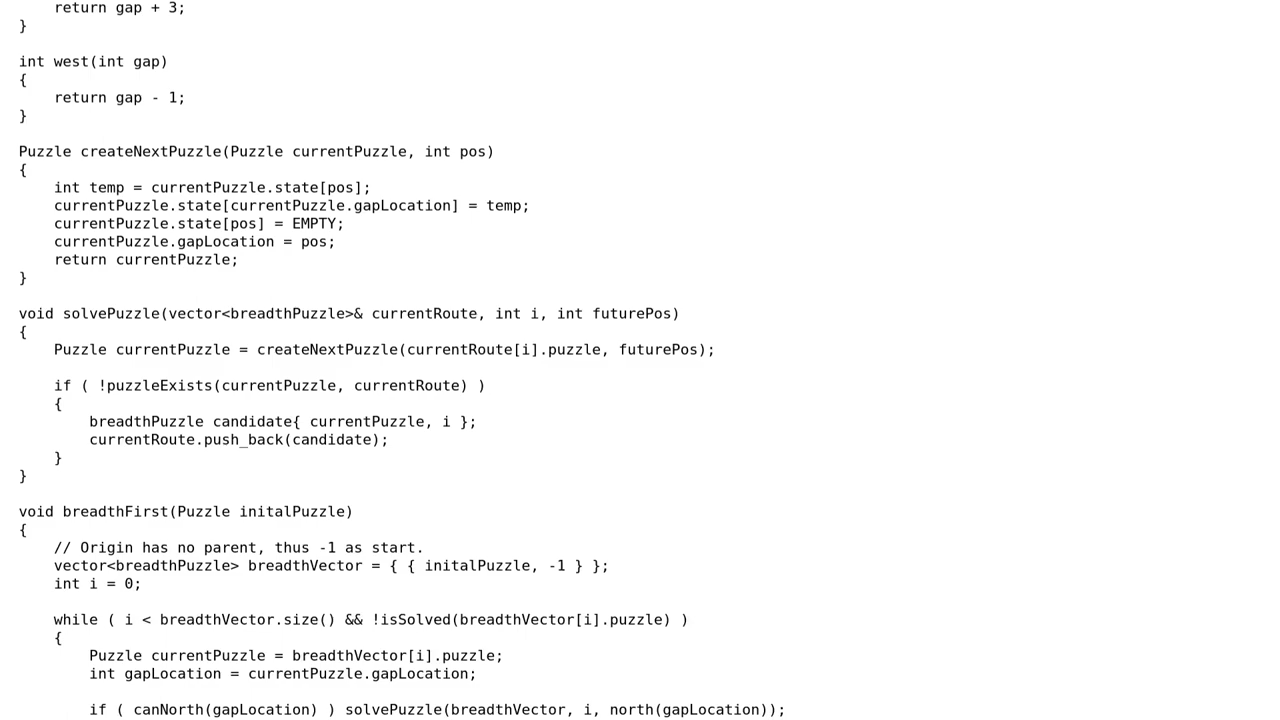 return gap + 3;
}

int west(int gap)
{
    return gap - 1;
}

Puzzle createNextPuzzle(Puzzle currentPuzzle, int pos)
{
    int temp = currentPuzzle.state[pos];
    currentPuzzle.state[currentPuzzle.gapLocation] = temp;
    currentPuzzle.state[pos] = EMPTY;
    currentPuzzle.gapLocation = pos;
    return currentPuzzle;
}

void solvePuzzle(vector<breadthPuzzle>& currentRoute, int i, int futurePos)
{
    Puzzle currentPuzzle = createNextPuzzle(currentRoute[i].puzzle, futurePos);

    if ( !puzzleExists(currentPuzzle, currentRoute) )
    {
        breadthPuzzle candidate{ currentPuzzle, i };
        currentRoute.push_back(candidate);
    }
}

void breadthFirst(Puzzle initalPuzzle)
{
    // Origin has no parent, thus -1 as start.
    vector<breadthPuzzle> breadthVector = { { initalPuzzle, -1 } };
    int i = 0;

    while ( i < breadthVector.size() && !isSolved(breadthVector[i].puzzle) )
    {
        Puzzle currentPuzzle = breadthVector[i].puzzle;
        int gapLocation = currentPuzzle.gapLocation;

        if ( canNorth(gapLocation) ) solvePuzzle(breadthVector, i, north(gapLocation));